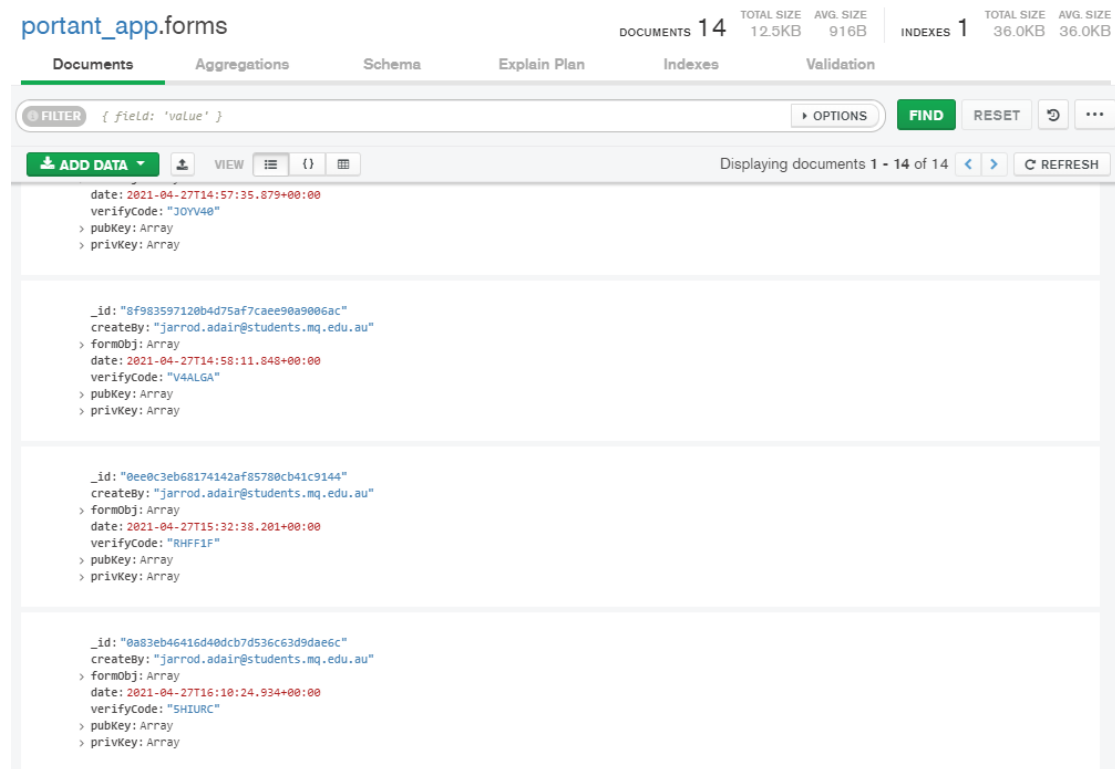 portant_app.forms
DOCUMENTS 14 TOTAL SIZE 12.5KB AVG. SIZE 916B INDEXES 1 TOTAL SIZE 36.0KB AVG. SIZE 36.0KB
Documents Aggregations Schema Explain Plan Indexes Validation
FILTER { field: 'value' } OPTIONS FIND RESET ...
ADD DATA VIEW {} Displaying documents 1 - 14 of 14 < > REFRESH
date: 2021-04-27T14:57:35.879+00:00
verifyCode: "JOYV40"
> pubKey: Array
> privKey: Array
_id: "8f983597120b4d75af7caee90a9006ac"
createBy: "jarrod.adair@students.mq.edu.au"
> formObj: Array
date: 2021-04-27T14:58:11.848+00:00
verifyCode: "V4ALGA"
> pubKey: Array
> privKey: Array
_id: "0ee0c3eb68174142af85780cb41c9144"
createBy: "jarrod.adair@students.mq.edu.au"
> formObj: Array
date: 2021-04-27T15:32:38.201+00:00
verifyCode: "RHFF1F"
> pubKey: Array
> privKey: Array
_id: "0a83eb46416d40dcb7d536c63d9dae6c"
createBy: "jarrod.adair@students.mq.edu.au"
> formObj: Array
date: 2021-04-27T16:10:24.934+00:00
verifyCode: "5HIURC"
> pubKey: Array
> privKey: Array